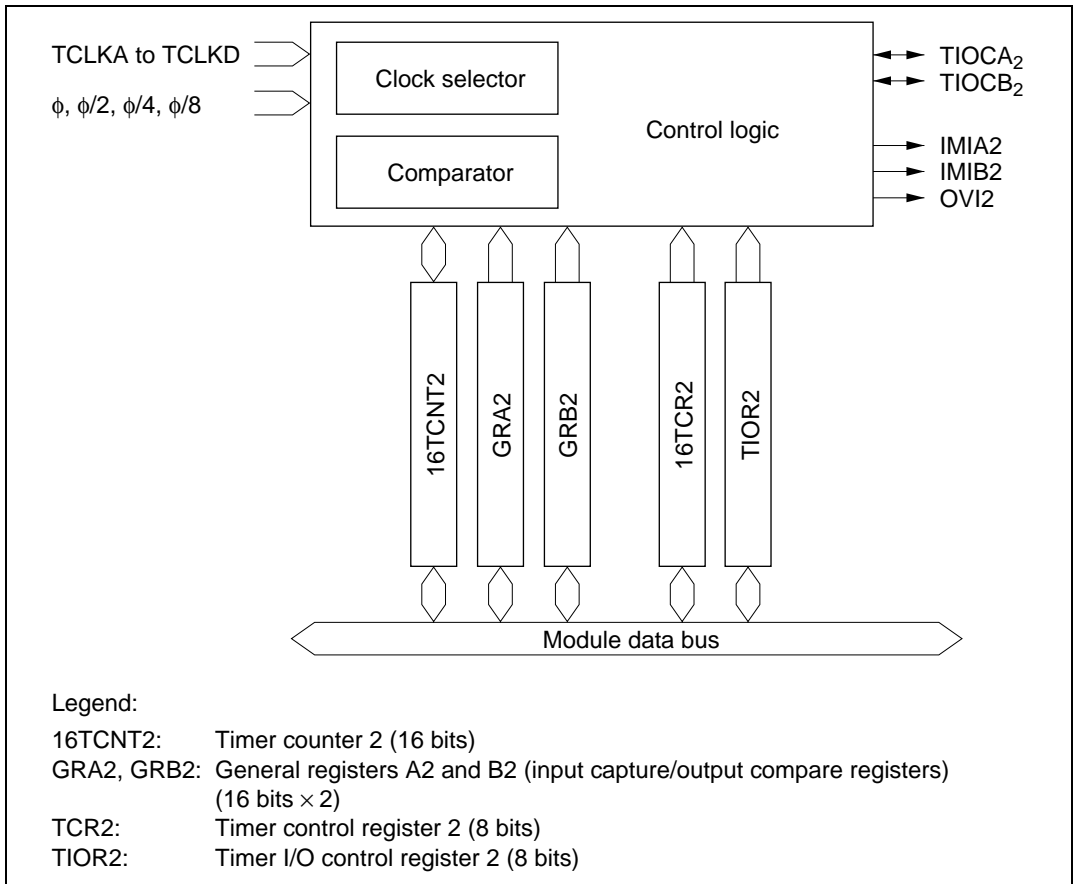 TCLKA to TCLKD
ϕ, ϕ/2, ϕ/4, ϕ/8
Clock selector
Comparator
Control logic
TIOCA2
TIOCB2
IMIA2
IMIB2
OVI2
16TCNT2
GRA2
GRB2
16TCR2
TIOR2
Module data bus
Legend:
16TCNT2: Timer counter 2 (16 bits)
GRA2, GRB2: General registers A2 and B2 (input capture/output compare registers)
(16 bits × 2)
TCR2: Timer control register 2 (8 bits)
TIOR2: Timer I/O control register 2 (8 bits)